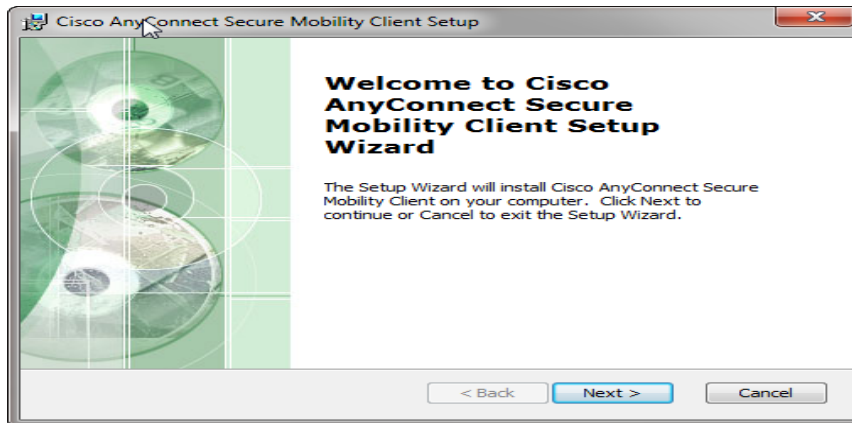 Cisco AnyConnect Secure Mobility Client Setup
Welcome to Cisco
AnyConnect Secure
Mobility Client Setup
Wizard
The Setup Wizard will install Cisco AnyConnect Secure
Mobility Client on your computer. Click Next to
continue or Cancel to exit the Setup Wizard.
< Back Next > Cancel